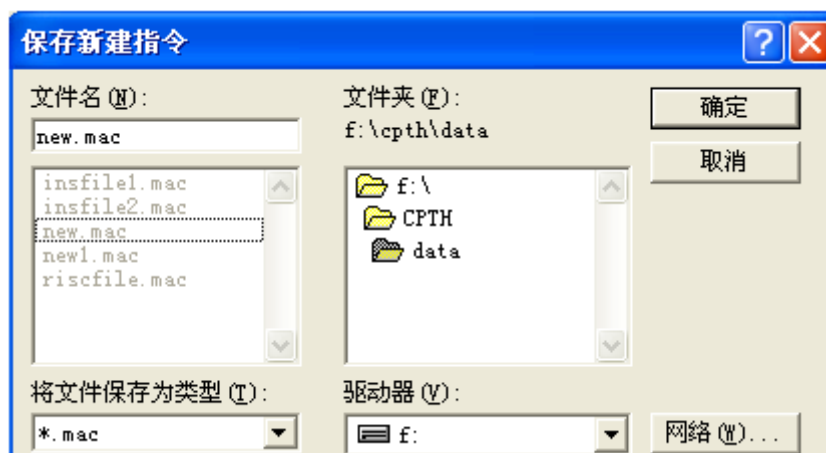 保存新建指令
文件名(N):
new.mac
insfile1.mac
insfile2.mac
new.mac
new1.mac
riscfile.mac
将文件保存为类型(T):
*.mac
文件夹(F):
f:\cpth\data
f:\
CPTH
data
驱动器(V):
f:
确定
取消
网络(W)...